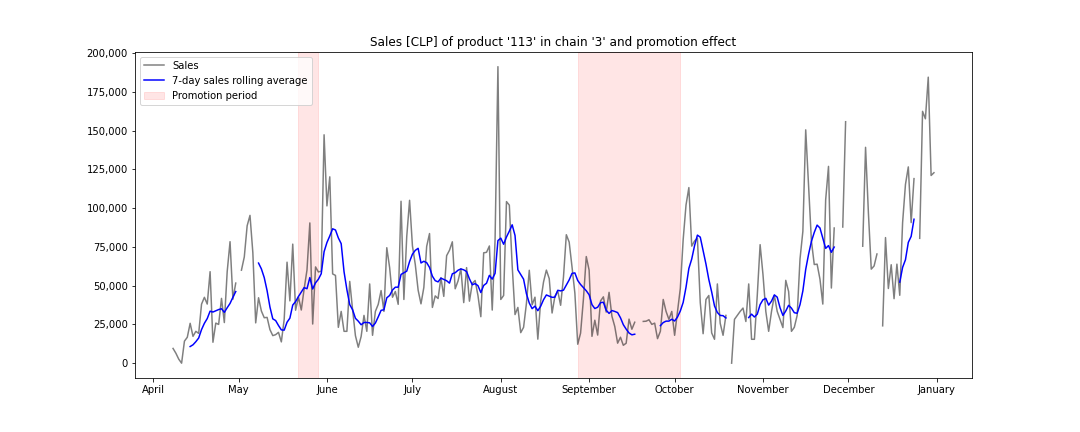 Sales [CLP] of product '113' in chain '3' and promotion effect
200,000
175,000
150,000
125,000
100,000
75,000
50,000
25,000
0
Sales
7-day sales rolling average
Promotion period
April May June July August September October November December January